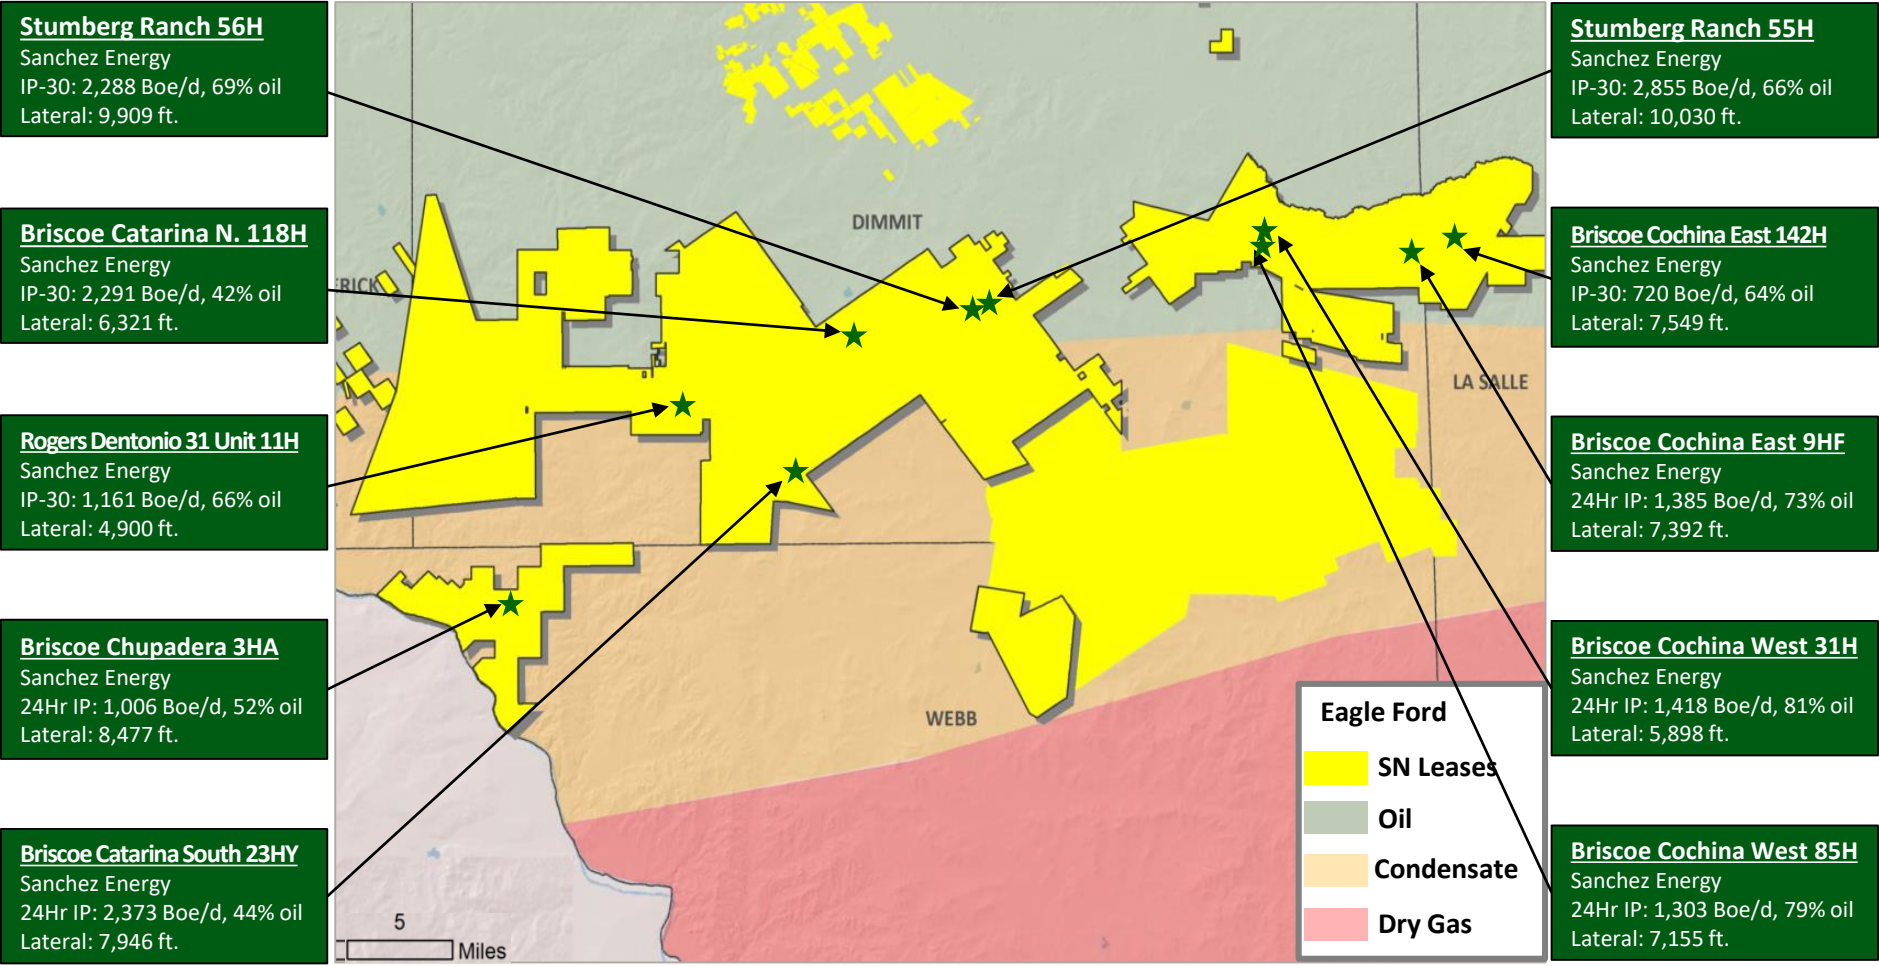 Stumberg Ranch 56H
Sanchez Energy
IP-30: 2,288 Boe/d, 69% oil
Lateral: 9,909 ft.
Briscoe Catarina N. 118H
Sanchez Energy
IP-30: 2,291 Boe/d, 42% oil
Lateral: 6,321 ft.
Rogers Dentonio 31 Unit 11H
Sanchez Energy
IP-30: 1,161 Boe/d, 66% oil
Lateral: 4,900 ft.
Briscoe Chupadera 3HA
Sanchez Energy
24Hr IP: 1,006 Boe/d, 52% oil
Lateral: 8,477 ft.
Briscoe Catarina South 23HY
Sanchez Energy
24Hr IP: 2,373 Boe/d, 44% oil
Lateral: 7,946 ft.
DIMMIT
ERICK
LA SALLE
WEBB
5
Miles
Eagle Ford
SN Leases
Oil
Condensate
Dry Gas
Stumberg Ranch 55H
Sanchez Energy
IP-30: 2,855 Boe/d, 66% oil
Lateral: 10,030 ft.
Briscoe Cochina East 142H
Sanchez Energy
IP-30: 720 Boe/d, 64% oil
Lateral: 7,549 ft.
Briscoe Cochina East 9HF
Sanchez Energy
24Hr IP: 1,385 Boe/d, 73% oil
Lateral: 7,392 ft.
Briscoe Cochina West 31H
Sanchez Energy
24Hr IP: 1,418 Boe/d, 81% oil
Lateral: 5,898 ft.
Briscoe Cochina West 85H
Sanchez Energy
24Hr IP: 1,303 Boe/d, 79% oil
Lateral: 7,155 ft.